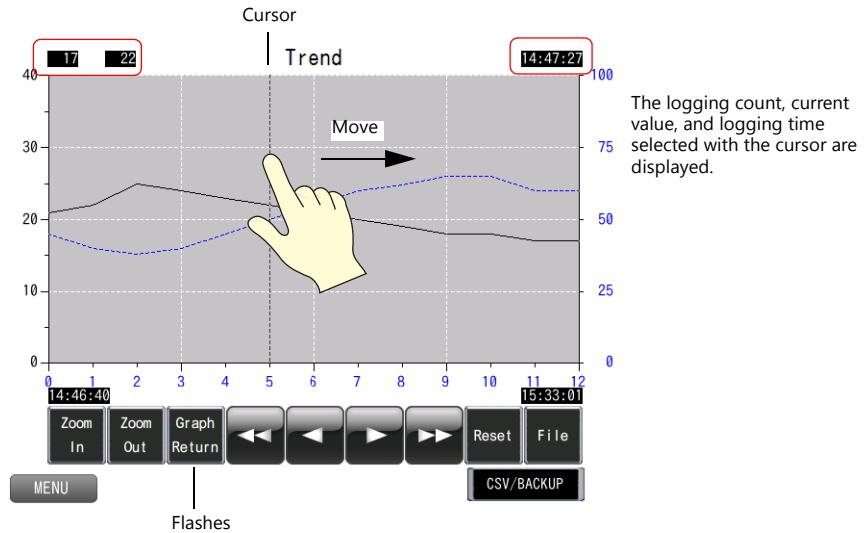 Cursor
17 22 Trend 14:47:27
40 100
The logging count, current
value, and logging time
selected with the cursor are
displayed.
Move
30 75
20 50
10 25
0 0
0 1 2 3 4 5 6 7 8 9 10 11 12
14:46:40 15:33:01
Zoom In
Zoom Out
Graph Return
Reset
File
MENU
CSV/BACKUP
Flashes